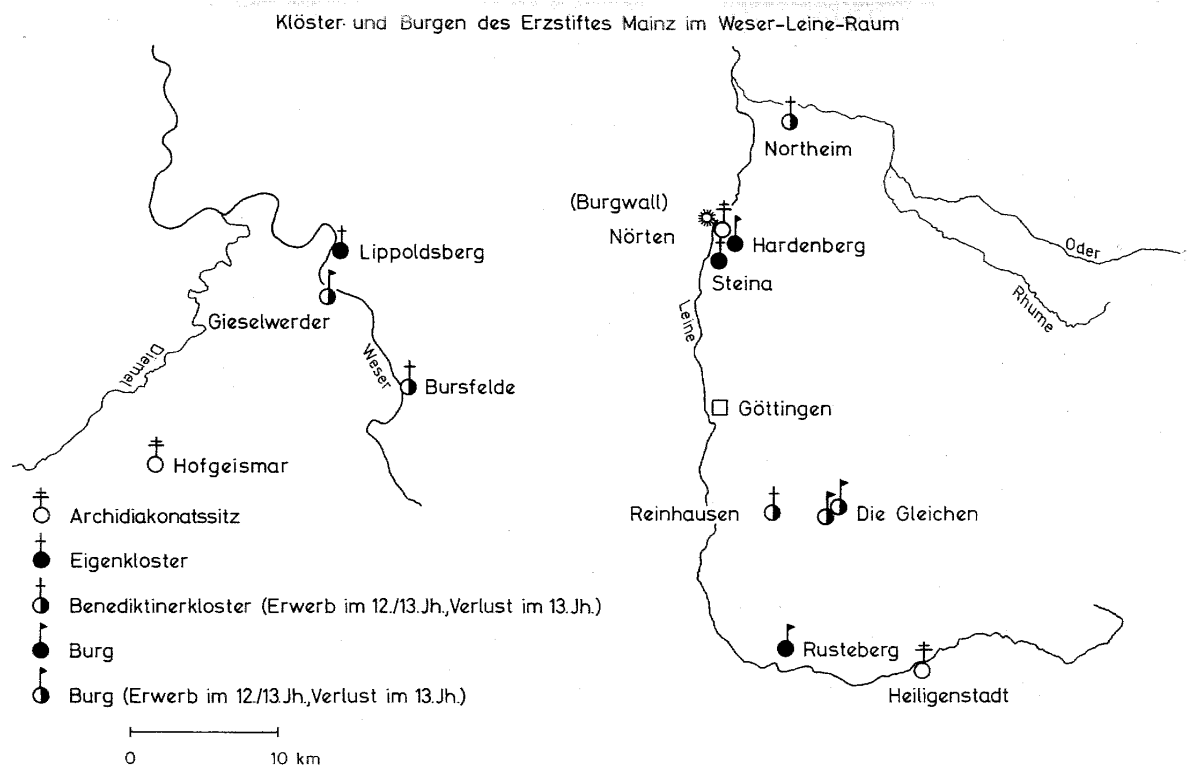 Klöster und Burgen des Erzstiftes Mainz im Weser-Leine-Raum
Northeim
(Burgwall)
Nörten
Hardenberg
Steina
Oder
Rhume
Leine
Lippoldsberg
Gieselwerder
Diemel
Weser
Bursfelde
Göttingen
Hofgeismar
Reinhausen
Die Gleichen
Rusteberg
Heiligenstadt
Archidiakonatssitz
Eigenkloster
Benediktinerkloster (Erwerb im 12./13.Jh.,Verlust im 13.Jh.)
Burg
Burg (Erwerb im 12./13.Jh.,Verlust im 13.Jh.)
0 10 km